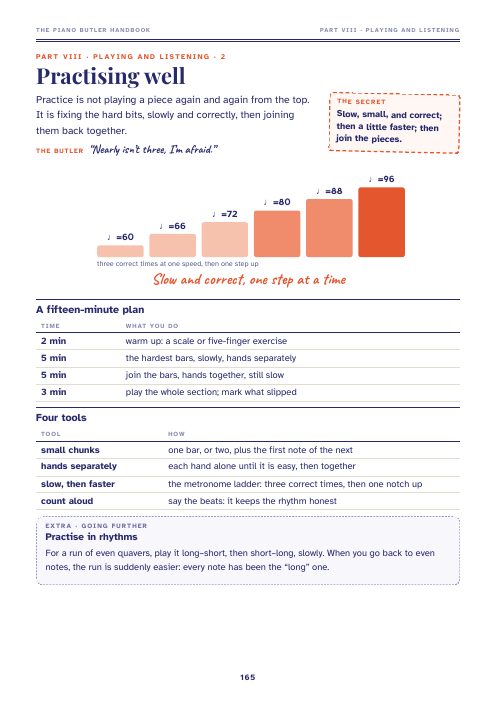 THE PIANO BUTLER HANDBOOK
PART VIII · PLAYING AND LISTENING
PART VIII · PLAYING AND LISTENING · 2
Practising well
Practice is not playing a piece again and again from the top.
It is fixing the hard bits, slowly and correctly, then joining
them back together.
THE BUTLER "Nearly isn't three, I'm afraid."
THE SECRET
Slow, small, and correct;
then a little faster; then
join the pieces.
♩ =60
♩ =66
♩ =72
♩ =80
♩ =88
♩ =96
three correct times at one speed, then one step up
Slow and correct, one step at a time
A fifteen-minute plan
TIME WHAT YOU DO
2 min warm up: a scale or five-finger exercise
5 min the hardest bars, slowly, hands separately
5 min join the bars, hands together, still slow
3 min play the whole section; mark what slipped
Four tools
TOOL HOW
small chunks one bar, or two, plus the first note of the next
hands separately each hand alone until it is easy, then together
slow, then faster the metronome ladder: three correct times, then one notch up
count aloud say the beats: it keeps the rhythm honest
EXTRA · GOING FURTHER
Practise in rhythms
For a run of even quavers, play it long–short, then short–long, slowly. When you go back to even
notes, the run is suddenly easier: every note has been the "long" one.
165